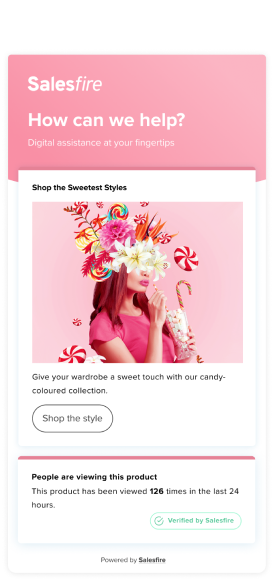 Salesfire
How can we help?
Digital assistance at your fingertips
Shop the Sweetest Styles
Give your wardrobe a sweet touch with our candy-
coloured collection.
Shop the style
People are viewing this product
This product has been viewed 126 times in the last 24
hours.
Verified by Salesfire
Powered by Salesfire